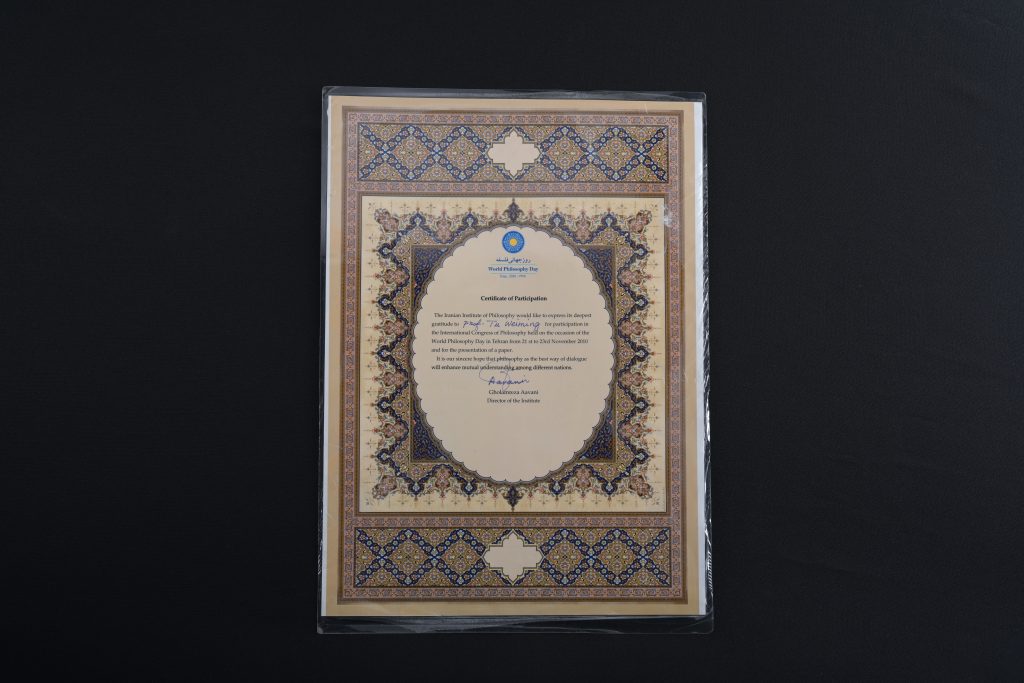 روز جهانی فلسفه
World Philosophy Day
Certificate of Participation
The Iranian Institute of Philosophy would like to express its deepest
gratitude to Prof. Tu Weiming for participation in
the International Congress of Philosophy held on the occasion of the
World Philosophy Day in Tehran from 21 st to 23rd November 2010
and for the presentation of a paper.
It is our sincere hope that philosophy as the best way of dialogue
will enhance mutual understanding among different nations.
Aavani
Gholamreza Aavani
Director of the Institute